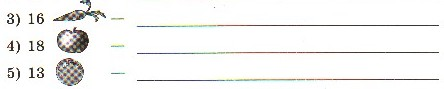 3) 16 —
4) 18 —
5) 13 —